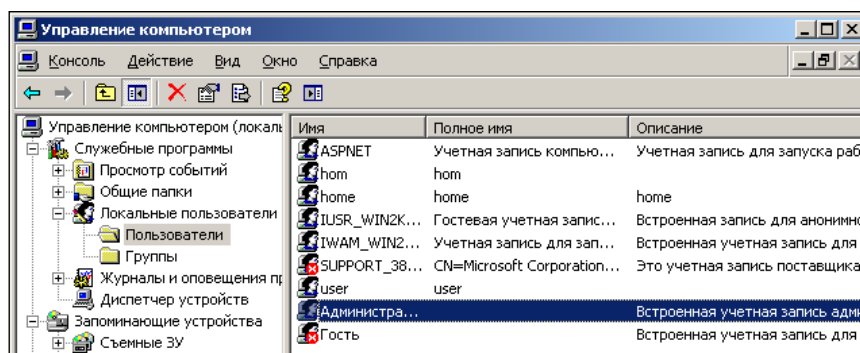 Управление компьютером
Консоль Действие Вид Окно Справка
Управление компьютером (локаль
Служебные программы
Просмотр событий
Общие папки
Локальные пользователи
Пользователи
Группы
Журналы и оповещения пр
Диспетчер устройств
Запоминающие устройства
Съемные ЗУ
Имя Полное имя Описание
ASPNET Учетная запись компью... Учетная запись для запуска раб
hom hom
home home home
IUSR_WIN2K... Гостевая учетная запис... Встроенная запись для анонимно
IWAM_WIN2... Учетная запись для зап... Встроенная учетная запись для
SUPPORT_38... CN=Microsoft Corporation... Это учетная запись поставщика
user user
Администра... Встроенная учетная запись адми
Гость Встроенная учетная запись для